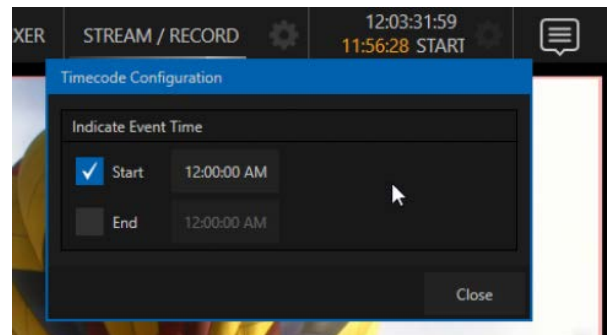 XER STREAM / RECORD 12:03:31:59
11:56:28 START
Timecode Configuration
Indicate Event Time
Start 12:00:00 AM
End 12:00:00 AM
Close